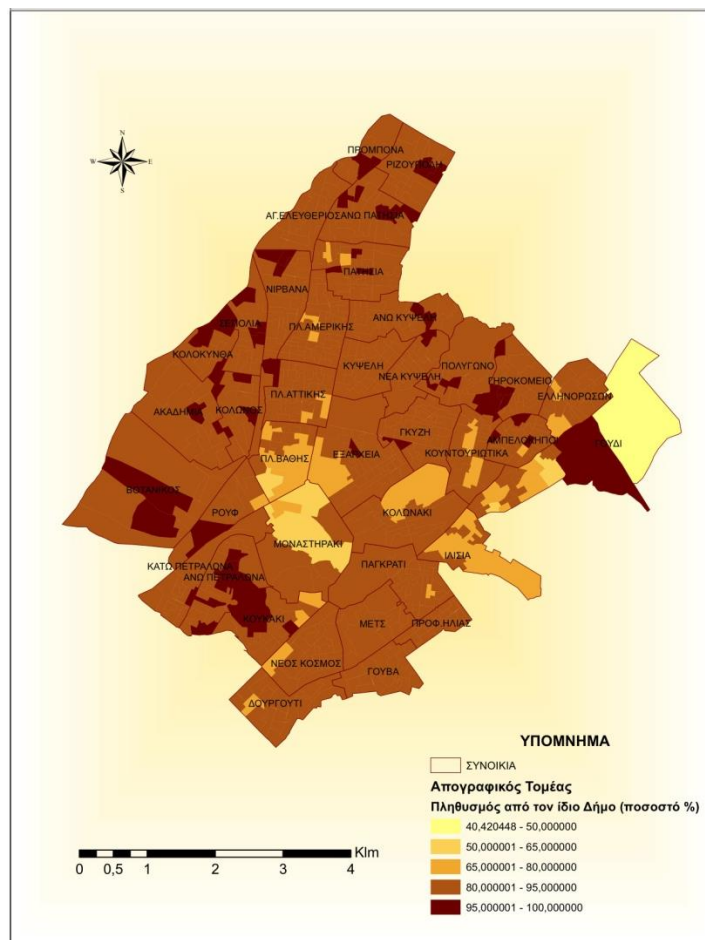 N
W E
S
ΠΡΟΜΠΟΝΑ
ΡΙΖΟΥΠΟΛΗ
ΑΓ.ΕΛΕΥΘΕΡΙΟΣ ΑΝΩ ΠΑΤΗΣΙΑ
ΠΑΤΗΣΙΑ
ΝΙΡΒΑΝΑ
ΣΕΠΟΛΙΑ
ΠΛ.ΑΜΕΡΙΚΗΣ
ΑΝΩ ΚΥΨΕΛΗ
ΚΟΛΟΚΥΝΘΑ
ΚΥΨΕΛΗ
ΝΕΑ ΚΥΨΕΛΗ
ΠΟΛΥΓΩΝΟ
ΓΗΡΟΚΟΜΕΙΟ
ΕΛΛΗΝΟΡΩΣΩΝ
ΠΛ.ΑΤΤΙΚΗΣ
ΑΚΑΔΗΜΙΑ
ΚΟΛΩΝΟΣ
ΓΚΥΖΗ
ΑΜΠΕΛΟΚΗΠΟΙ
ΓΟΥΔΙ
ΠΛ.ΒΑΘΗΣ
ΕΞΑΡΧΕΙΑ
ΚΟΥΝΤΟΥΡΙΩΤΙΚΑ
ΒΟΤΑΝΙΚΟΣ
ΡΟΥΦ
ΚΟΛΩΝΑΚΙ
ΜΟΝΑΣΤΗΡΑΚΙ
ΙΛΙΣΙΑ
ΚΑΤΩ ΠΕΤΡΑΛΩΝΑ
ΑΝΩ ΠΕΤΡΑΛΩΝΑ
ΠΑΓΚΡΑΤΙ
ΚΟΥΚΑΚΙ
ΜΕΤΣ
ΠΡΟΦ.ΗΛΙΑΣ
ΝΕΟΣ ΚΟΣΜΟΣ
ΓΟΥΒΑ
ΔΟΥΡΓΟΥΤΙ
ΥΠΟΜΝΗΜΑ
ΣΥΝΟΙΚΙΑ
Απογραφικός Τομέας
Πληθυσμός από τον ίδιο Δήμο (ποσοστό %)
40,420448 - 50,000000
50,000001 - 65,000000
65,000001 - 80,000000
80,000001 - 95,000000
95,000001 - 100,000000
Klm
0 0,5 1 2 3 4